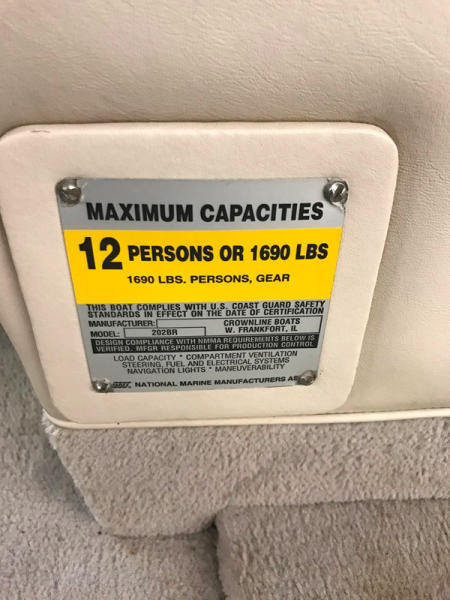 MAXIMUM CAPACITIES
12 PERSONS OR 1690 LBS
1690 LBS. PERSONS, GEAR
THIS BOAT COMPLIES WITH U.S. COAST GUARD SAFETY
STANDARDS IN EFFECT ON THE DATE OF CERTIFICATION
MANUFACTURER: CROWNLINE BOATS
MODEL: 202BR W. FRANKFORT, IL
DESIGN COMPLIANCE WITH NMMA REQUIREMENTS BELOW IS
VERIFIED. MFGR RESPONSIBLE FOR PRODUCTION CONTROL
LOAD CAPACITY * COMPARTMENT VENTILATION
STEERING, FUEL AND ELECTRICAL SYSTEMS
NAVIGATION LIGHTS * MANEUVERABILITY
NATIONAL MARINE MANUFACTURERS